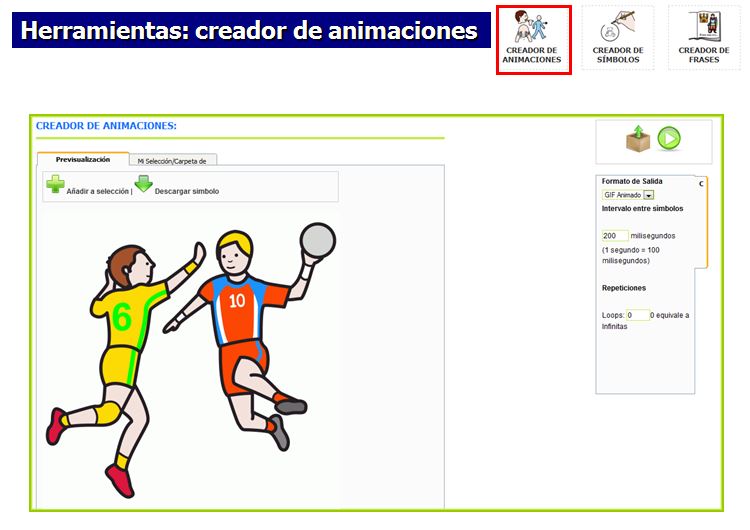 Herramientas: creador de animaciones
CREADOR DE
ANIMACIONES
CREADOR DE
SÍMBOLOS
CREADOR DE
FRASES
CREADOR DE ANIMACIONES:
Previsualización
Mi Selección/Carpeta de
Añadir a selección |
Descargar simbolo
6
10
Formato de Salida
C
GIF Animado
Intervalo entre simbolos
200 milisegundos
(1 segundo = 100
milisegundos)
Repeticiones
Loops: 0 0 equivale a
Infinitas